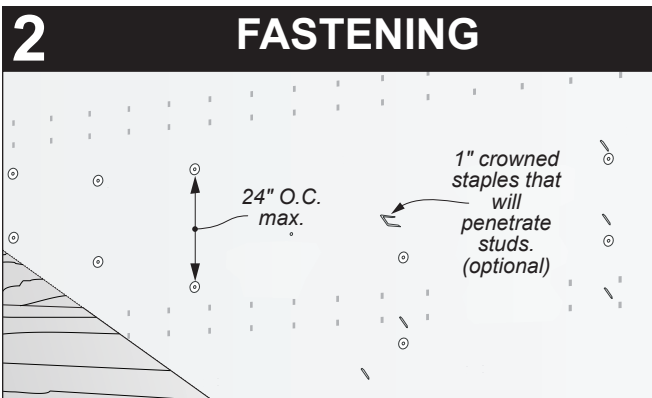 2 FASTENING
24" O.C.
max.
1" crowned
staples that
will
penetrate
studs.
(optional)